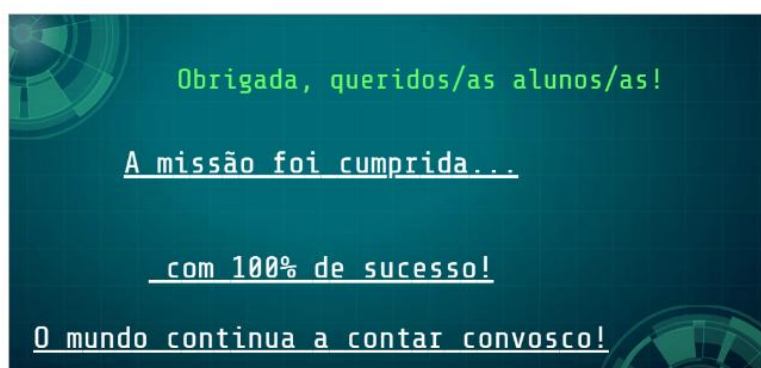 Obrigada, queridos/as alunos/as!
A missão foi cumprida...
com 100% de sucesso!
O mundo continua a contar convosco!